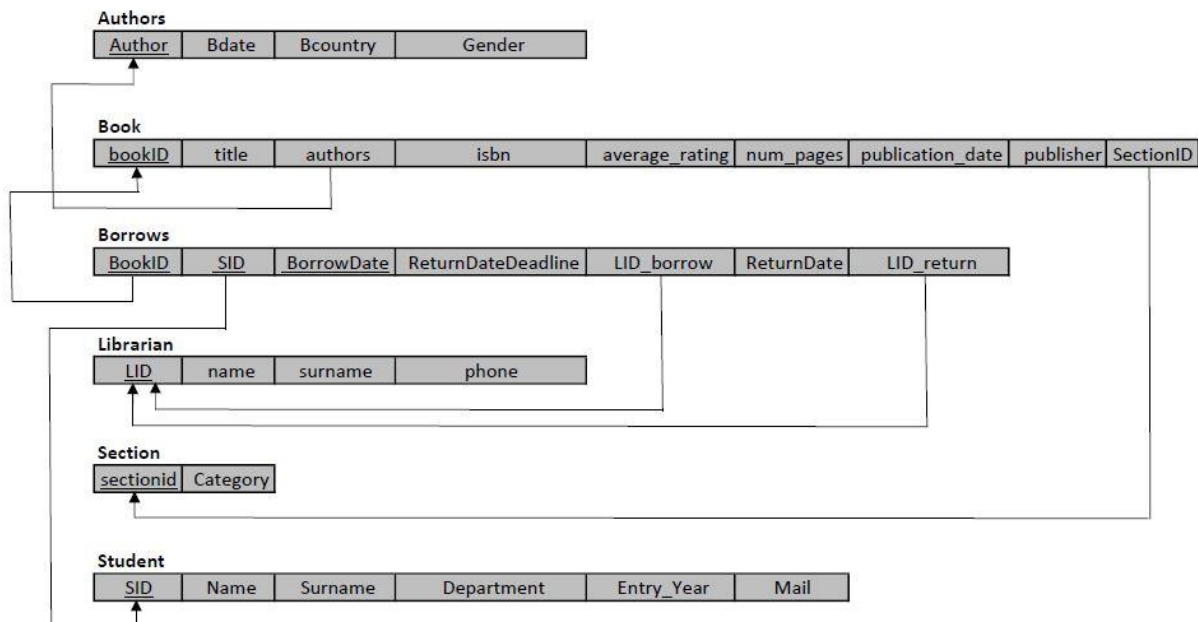 Authors
Author Bdate Bcountry Gender
Book
bookID title authors isbn average_rating num_pages publication_date publisher SectionID
Borrows
BookID SID BorrowDate ReturnDateDeadline LID_borrow ReturnDate LID_return
Librarian
LID name surname phone
Section
sectionid Category
Student
SID Name Surname Department Entry_Year Mail